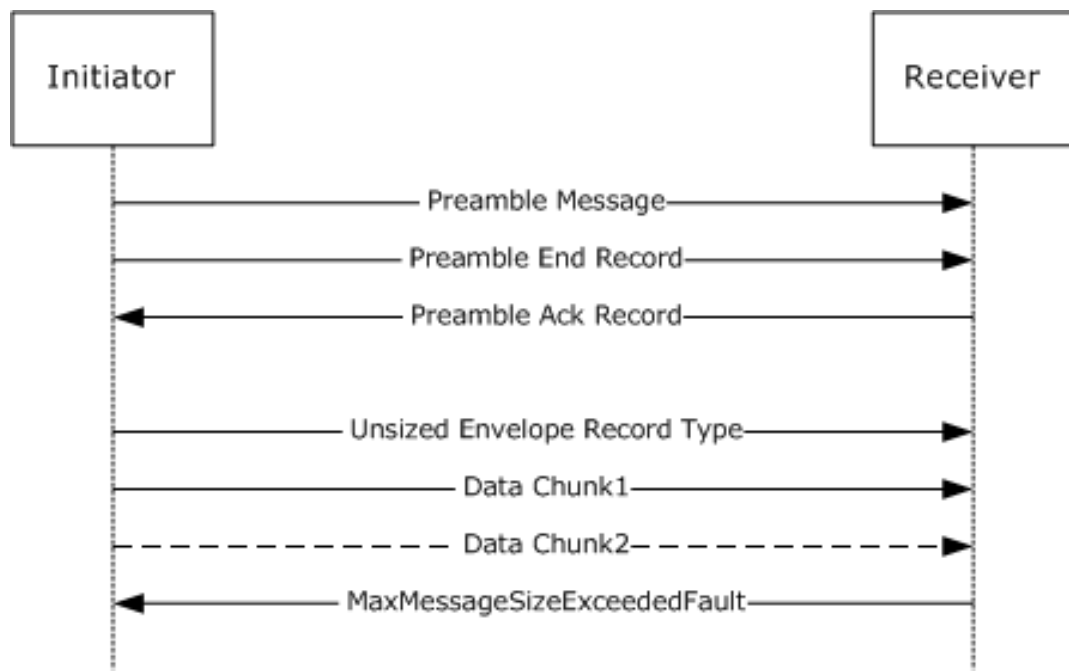 Initiator
Receiver
Preamble Message
Preamble End Record
Preamble Ack Record
Unsized Envelope Record Type
Data Chunk1
Data Chunk2
MaxMessageSizeExceededFault